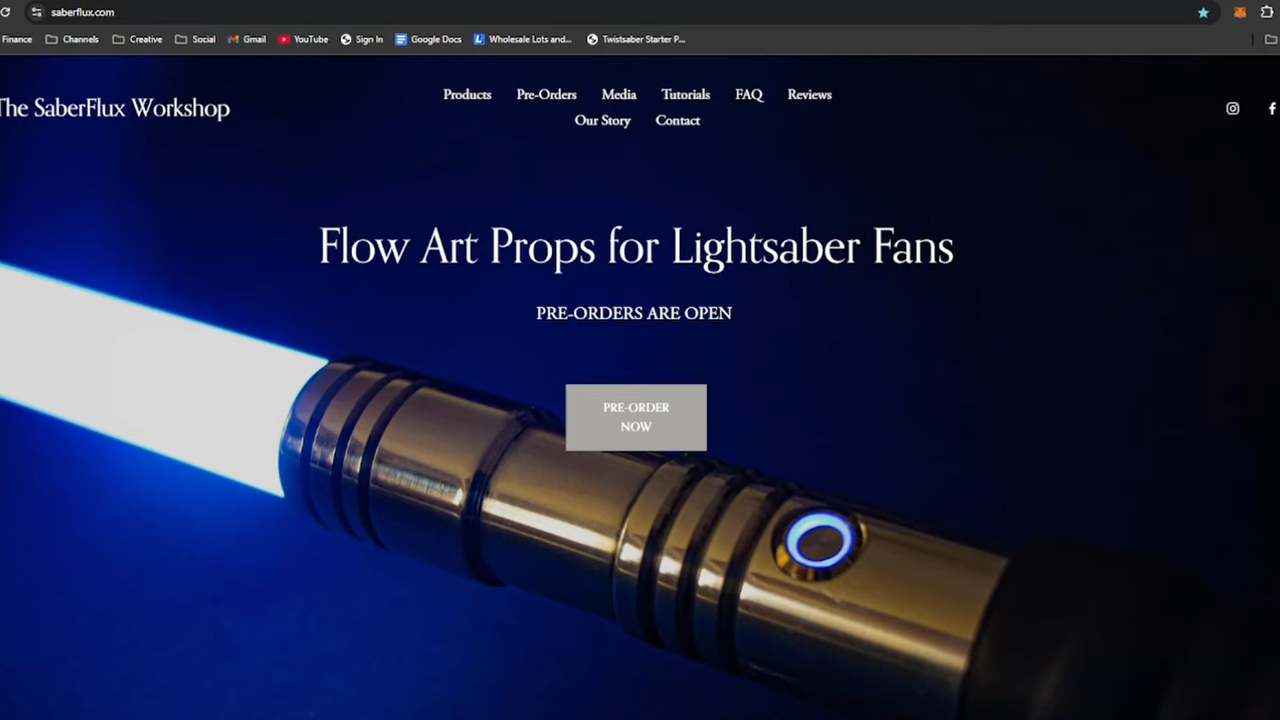 saberflux.com
Finance Channels Creative Social Gmail YouTube Sign In Google Docs Wholesale Lots and... Twistsaber Starter P...
The SaberFlux Workshop
Products Pre-Orders Media Tutorials FAQ Reviews
Our Story Contact
Flow Art Props for Lightsaber Fans
PRE-ORDERS ARE OPEN
PRE-ORDER
NOW